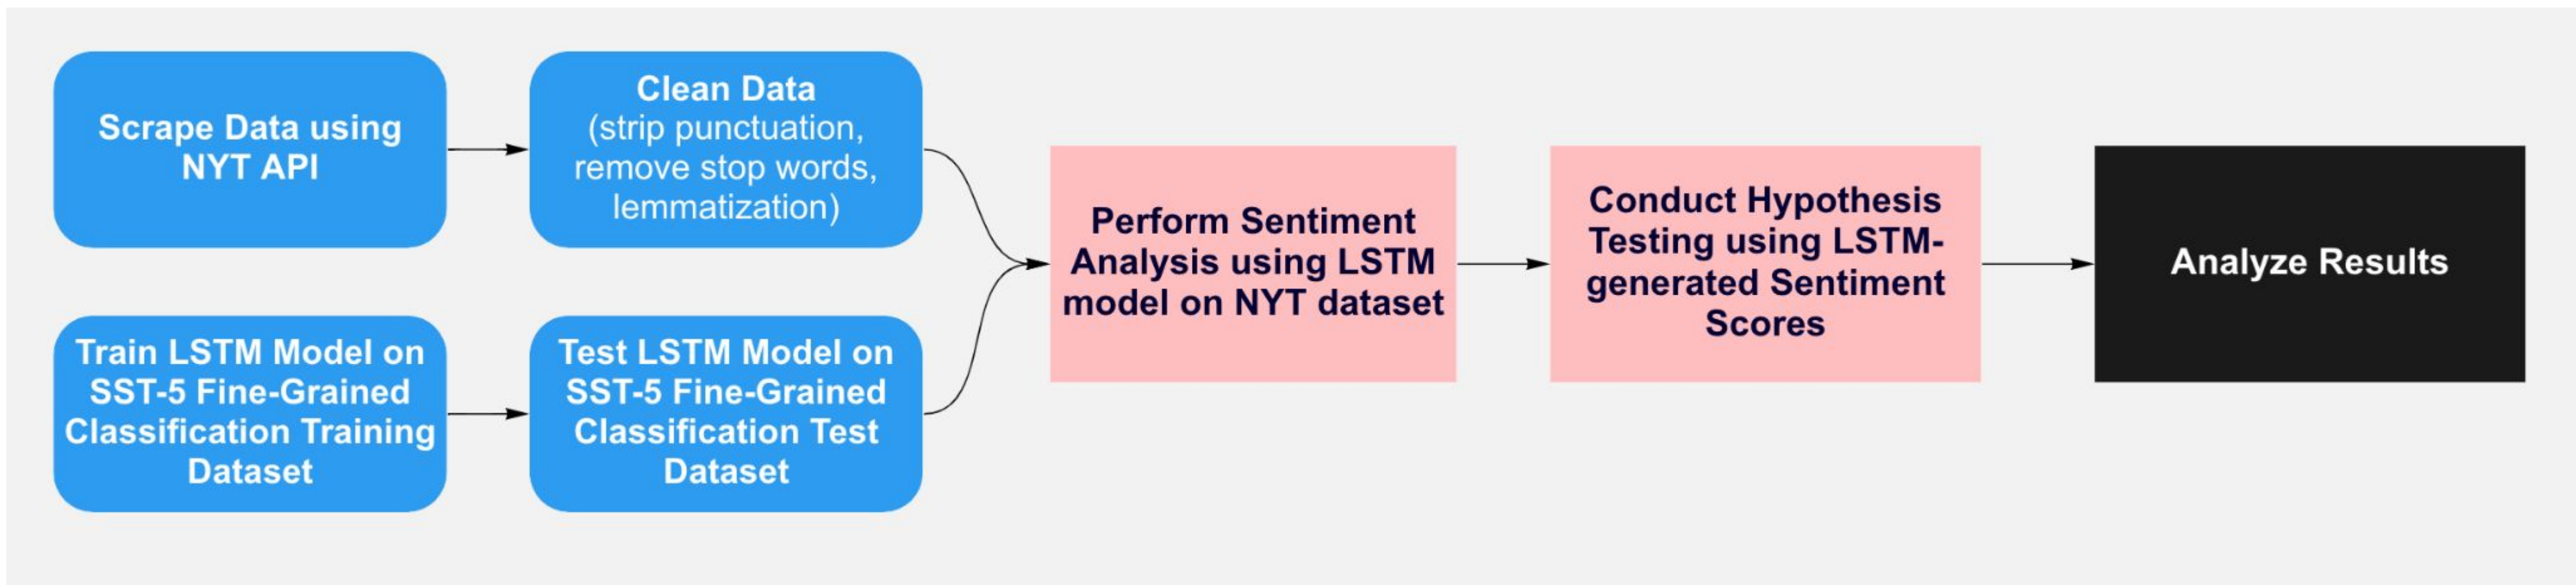 Scrape Data using
NYT API
Clean Data
(strip punctuation,
remove stop words,
lemmatization)
Train LSTM Model on
SST-5 Fine-Grained
Classification Training
Dataset
Test LSTM Model on
SST-5 Fine-Grained
Classification Test
Dataset
Perform Sentiment
Analysis using LSTM
model on NYT dataset
Conduct Hypothesis
Testing using LSTM-
generated Sentiment
Scores
Analyze Results